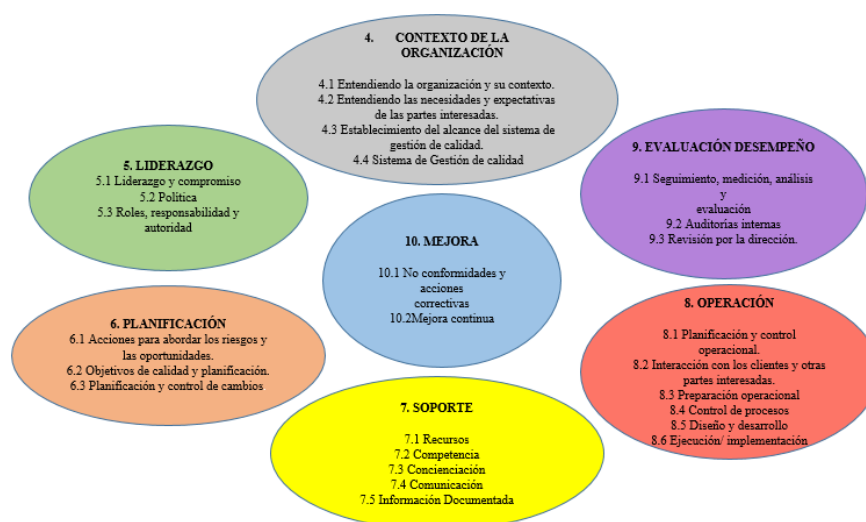 4. CONTEXTO DE LA
ORGANIZACIÓN
4.1 Entendiendo la organización y su contexto.
4.2 Entendiendo las necesidades y expectativas
de las partes interesadas.
4.3 Establecimiento del alcance del sistema de
gestión de calidad.
4.4 Sistema de Gestión de calidad
5. LIDERAZGO
5.1 Liderazgo y compromiso
5.2 Política
5.3 Roles, responsabilidad y
autoridad
9. EVALUACIÓN DESEMPEÑO
9.1 Seguimiento, medición, análisis
y
evaluación
9.2 Auditorías internas
9.3 Revisión por la dirección.
10. MEJORA
10.1 No conformidades y
acciones
correctivas
10.2Mejora continua
6. PLANIFICACIÓN
6.1 Acciones para abordar los riesgos y
las oportunidades.
6.2 Objetivos de calidad y planificación.
6.3 Planificación y control de cambios
8. OPERACIÓN
8.1 Planificación y control
operacional.
8.2 Interacción con los clientes y otras
partes interesadas.
8.3 Preparación operacional
8.4 Control de procesos
8.5 Diseño y desarrollo
8.6 Ejecución/ implementación
7. SOPORTE
7.1 Recursos
7.2 Competencia
7.3 Concienciación
7.4 Comunicación
7.5 Información Documentada